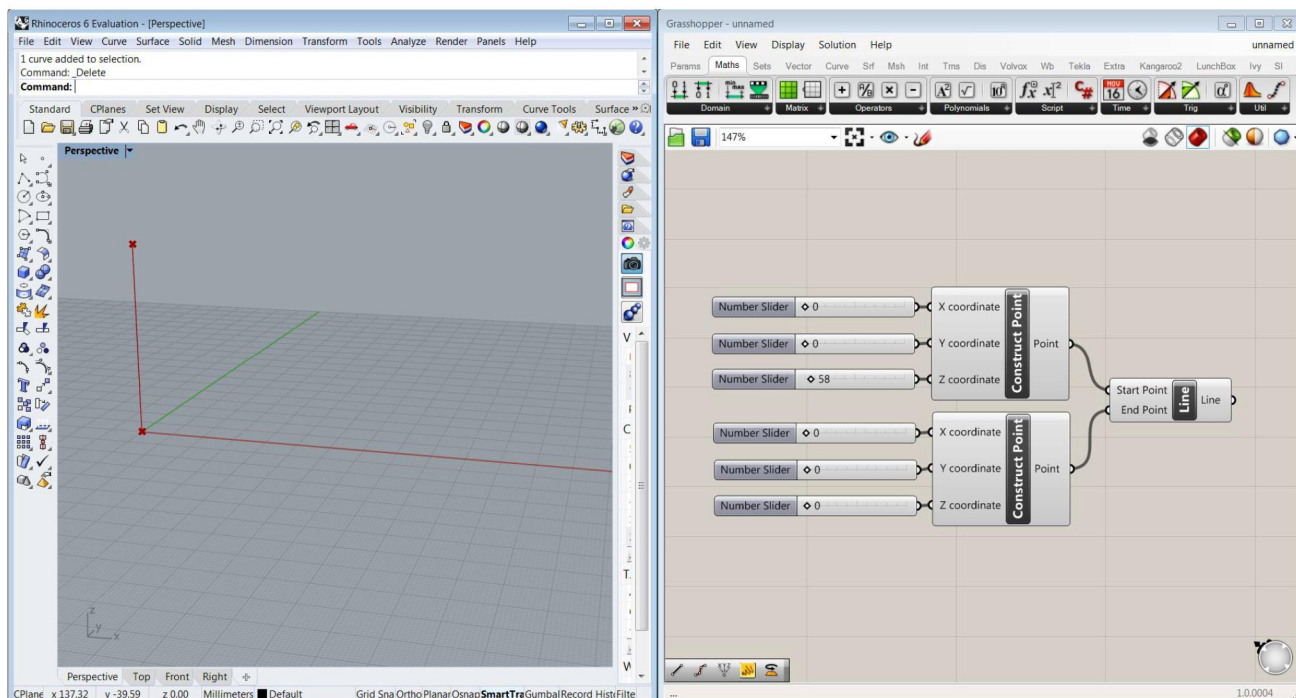 Rhinoceros 6 Evaluation - [Perspective]
File Edit View Curve Surface Solid Mesh Dimension Transform Tools Analyze Render Panels Help
1 curve added to selection.
Command: _Delete
Command:
Standard CPlanes Set View Display Select Viewport Layout Visibility Transform Curve Tools Surface »
Perspective
V
C
T.
W
z
y
x
Perspective Top Front Right
CPlane x 137.32 y -39.59 z 0.00 Millimeters Default Grid Sna Ortho Planar Osnap SmartTra Gumbal Record Histo Filte
Grasshopper - unnamed
File Edit View Display Solution Help unnamed
Params Maths Sets Vector Curve Srf Msh Int Trns Dis Volvox Wb Tekla Extra Kangaroo2 LunchBox Ivy SI
Domain Matrix Operators Polynomials Script Time Trig Util
147%
Number Slider 0
Number Slider 0
Number Slider 58
X coordinate
Y coordinate
Z coordinate
Construct Point
Point
Number Slider 0
Number Slider 0
Number Slider 0
X coordinate
Y coordinate
Z coordinate
Construct Point
Point
Start Point
End Point
Line
Line
...
1.0.0004